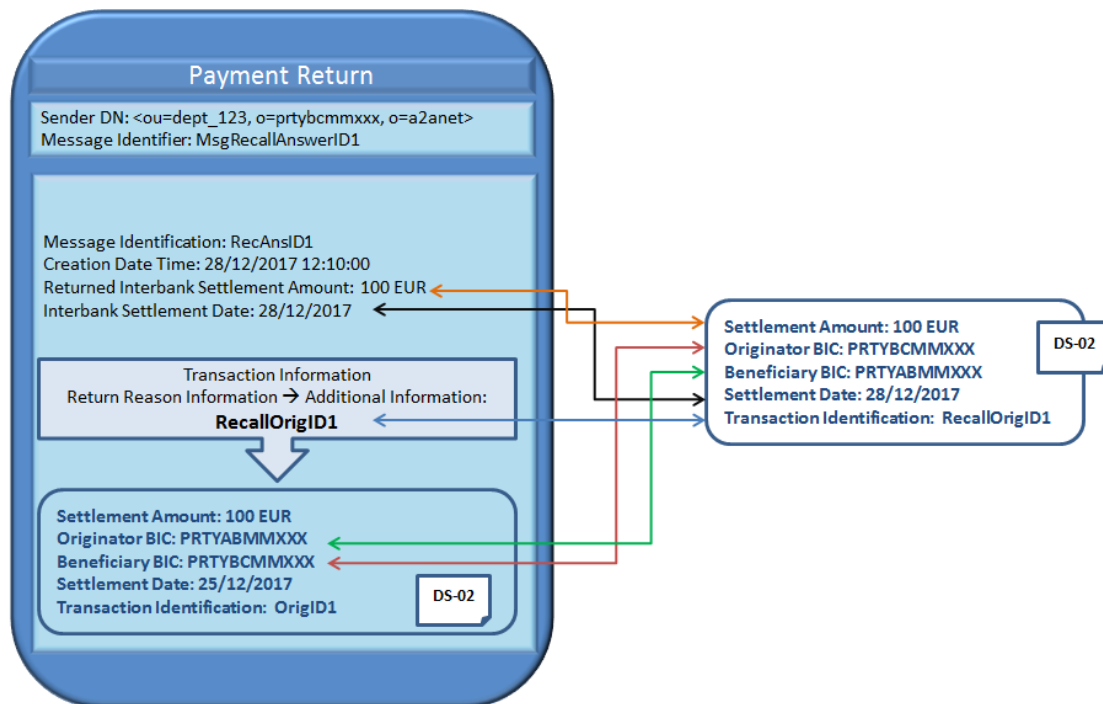 Payment Return
Sender DN: <ou=dept_123, o=prtybcmmxxx, o=a2anet>
Message Identifier: MsgRecallAnswerID1
Message Identification: RecAnsID1
Creation Date Time: 28/12/2017 12:10:00
Returned Interbank Settlement Amount: 100 EUR
Interbank Settlement Date: 28/12/2017
Transaction Information
Return Reason Information → Additional Information:
RecallOrigID1
Settlement Amount: 100 EUR
Originator BIC: PRTYABMMXXX
Beneficiary BIC: PRTYBCMMXXX
Settlement Date: 25/12/2017
Transaction Identification: OrigID1
DS-02
Settlement Amount: 100 EUR
Originator BIC: PRTYBCMMXXX
Beneficiary BIC: PRTYABMMXXX
Settlement Date: 28/12/2017
Transaction Identification: RecallOrigID1
DS-02